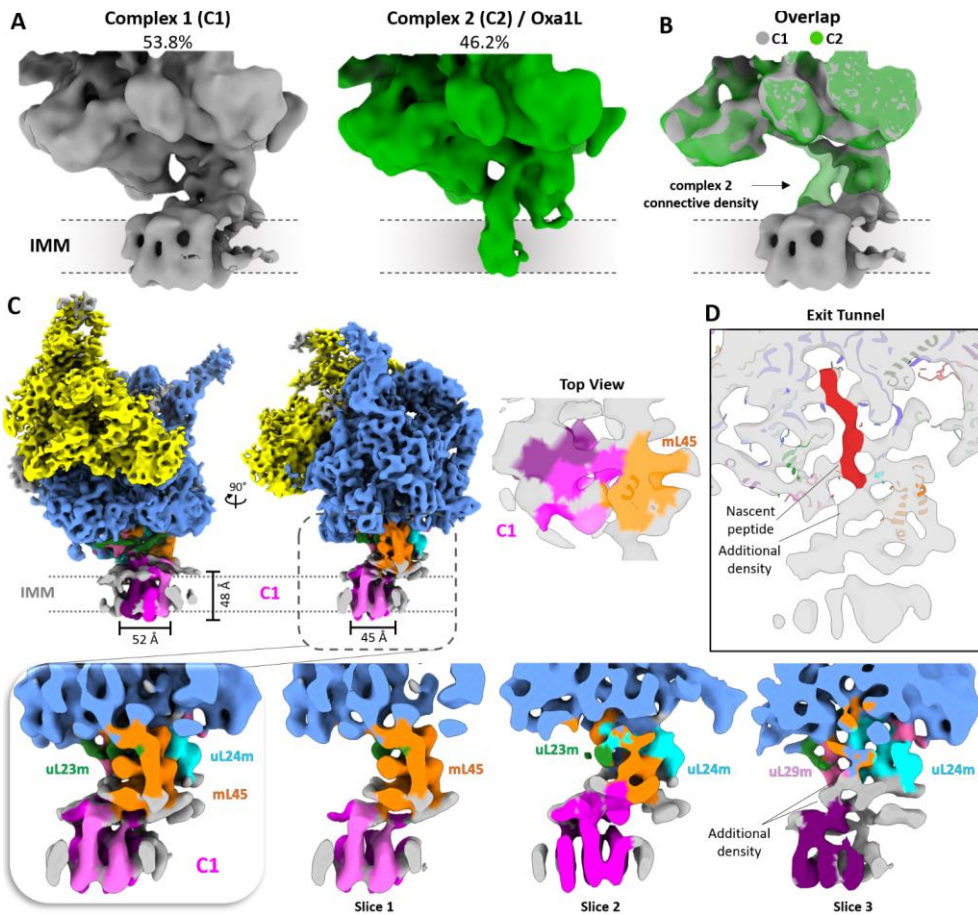 A
Complex 1 (C1)
53.8%
Complex 2 (C2) / Oxa1L
46.2%
IMM
B
Overlap
C1 C2
complex 2
connective density
C
90°
IMM
C1
48 Å
52 Å
45 Å
Top View
mL45
C1
D
Exit Tunnel
Nascent
peptide
Additional
density
uL23m
uL24m
mL45
C1
mL45
Slice 1
uL23m
uL24m
Slice 2
uL29m
uL24m
Additional
density
Slice 3